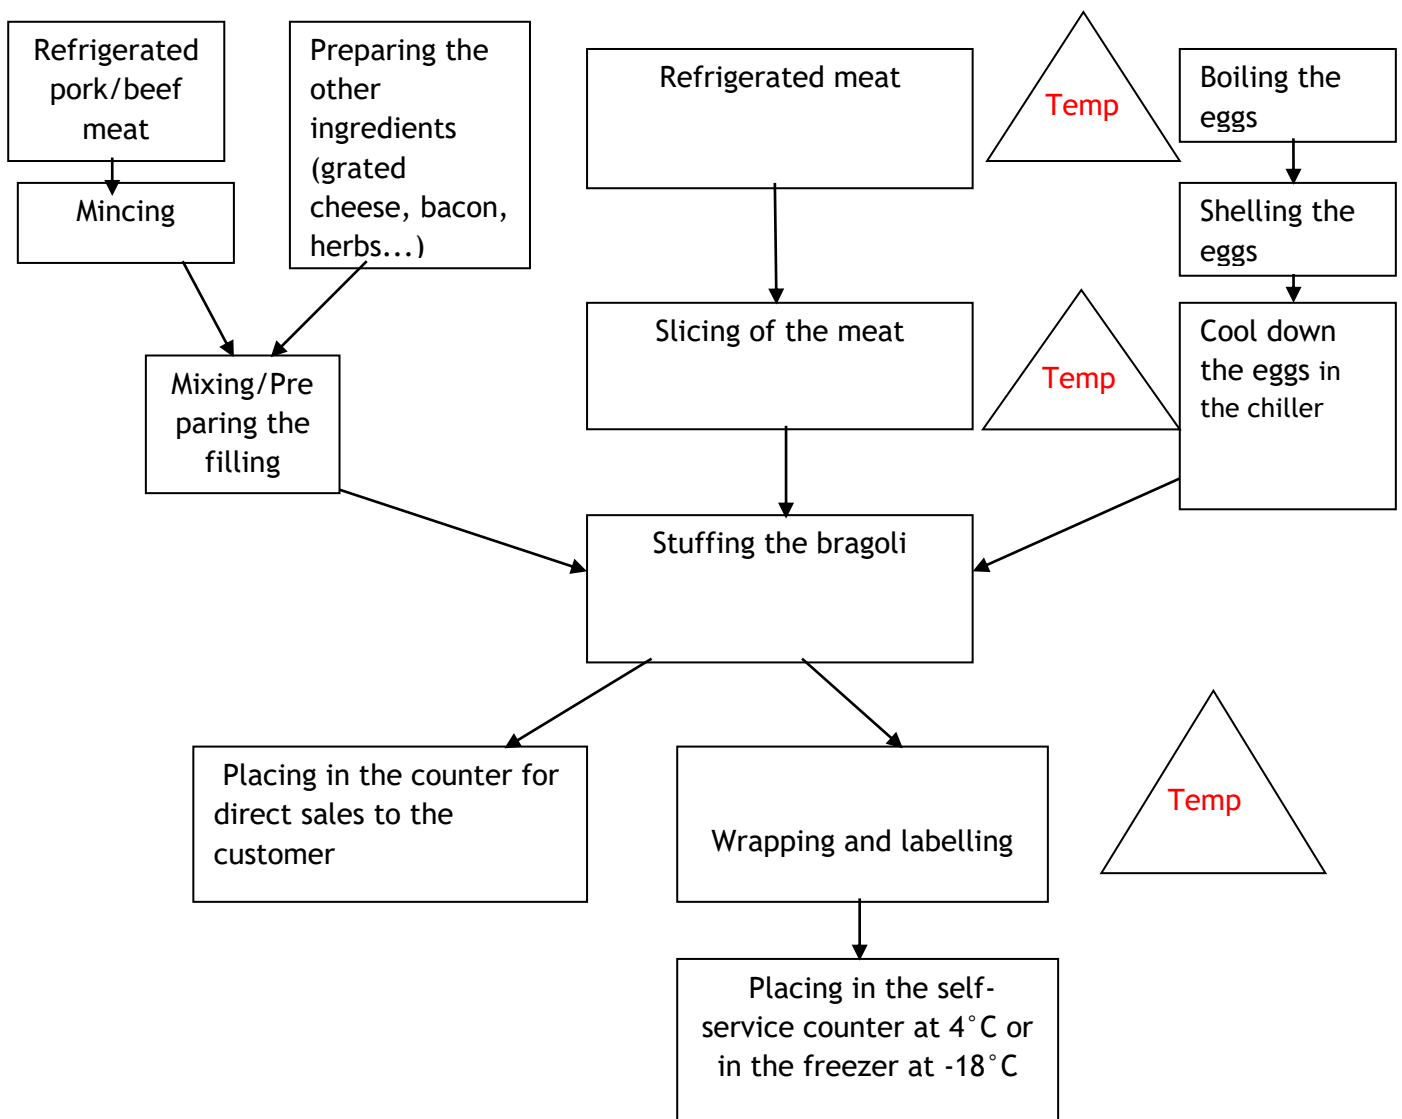 Refrigerated
pork/beef
meat
Preparing the
other
ingredients
(grated
cheese, bacon,
herbs...)
Refrigerated meat
Temp
Boiling the
eggs
Mincing
Shelling the
eggs
Mixing/Pre
paring the
filling
Slicing of the meat
Temp
Cool down
the eggs in
the chiller
Stuffing the bragoli
Placing in the counter for
direct sales to the
customer
Wrapping and labelling
Temp
Placing in the self-
service counter at 4°C or
in the freezer at -18°C